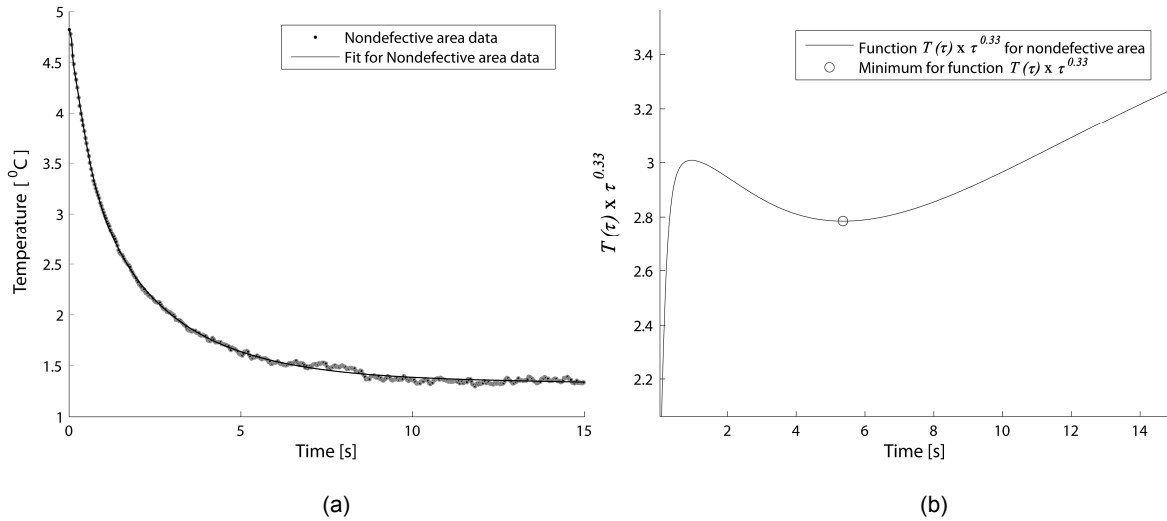 5
4.5
4
3.5
3
2.5
2
1.5
1
Temperature [ ⁰C ]
Nondefective area data
Fit for Nondefective area data
0
5
10
15
Time [s]
(a)
3.4
3.2
3
2.8
2.6
2.4
2.2
T (τ) x τ ^0.33
Function T (τ) x τ ^0.33 for nondefective area
Minimum for function T (τ) x τ ^0.33
2
4
6
8
10
12
14
Time [s]
(b)